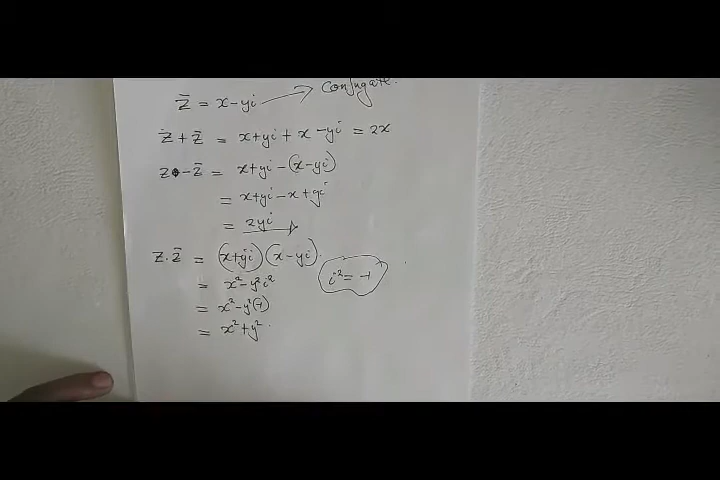 conjugate.
z̄ = x-yi
z + z̄ = x+yi + x - yi = 2x
z - z̄ = x+yi - (x-yi)
= x+yi - x + yi
= 2yi
z · z̄ = (x+yi)(x-yi).
= x² - y²i²
i² = -1
= x² - y²(-1)
= x² + y²